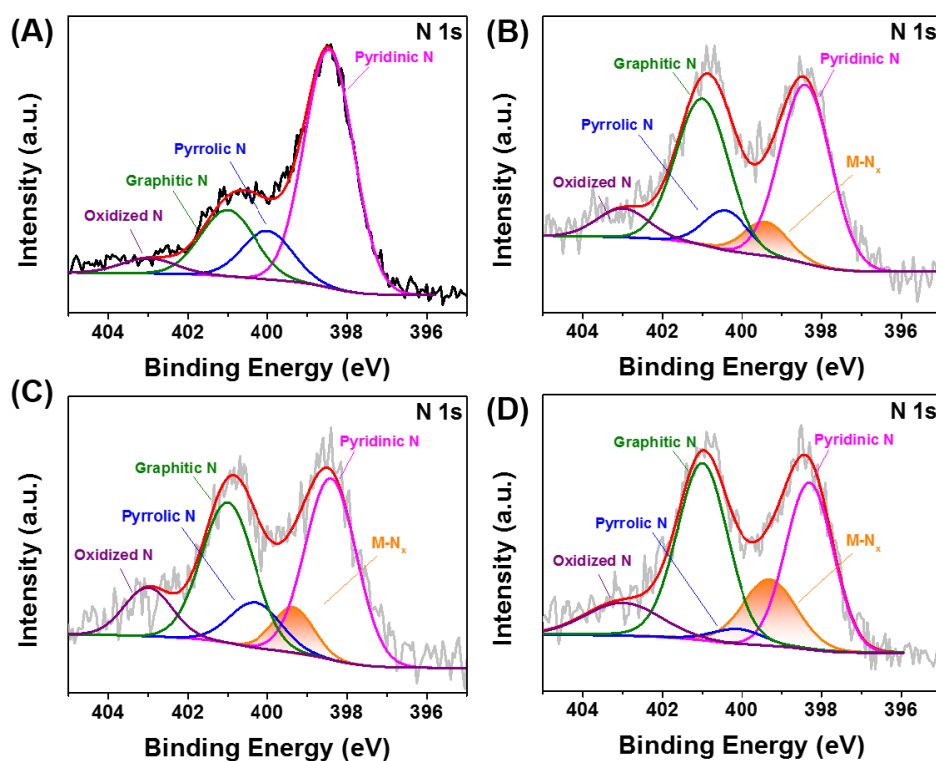 (A)
N 1s
Pyridinic N
Pyrrolic N
Graphitic N
Oxidized N
Intensity (a.u.)
404 402 400 398 396
Binding Energy (eV)
(B)
N 1s
Graphitic N
Pyridinic N
Pyrrolic N
M-Nx
Oxidized N
Intensity (a.u.)
404 402 400 398 396
Binding Energy (eV)
(C)
N 1s
Pyridinic N
Graphitic N
Pyrrolic N
Oxidized N
M-Nx
Intensity (a.u.)
404 402 400 398 396
Binding Energy (eV)
(D)
N 1s
Graphitic N
Pyridinic N
Pyrrolic N
M-Nx
Oxidized N
Intensity (a.u.)
404 402 400 398 396
Binding Energy (eV)